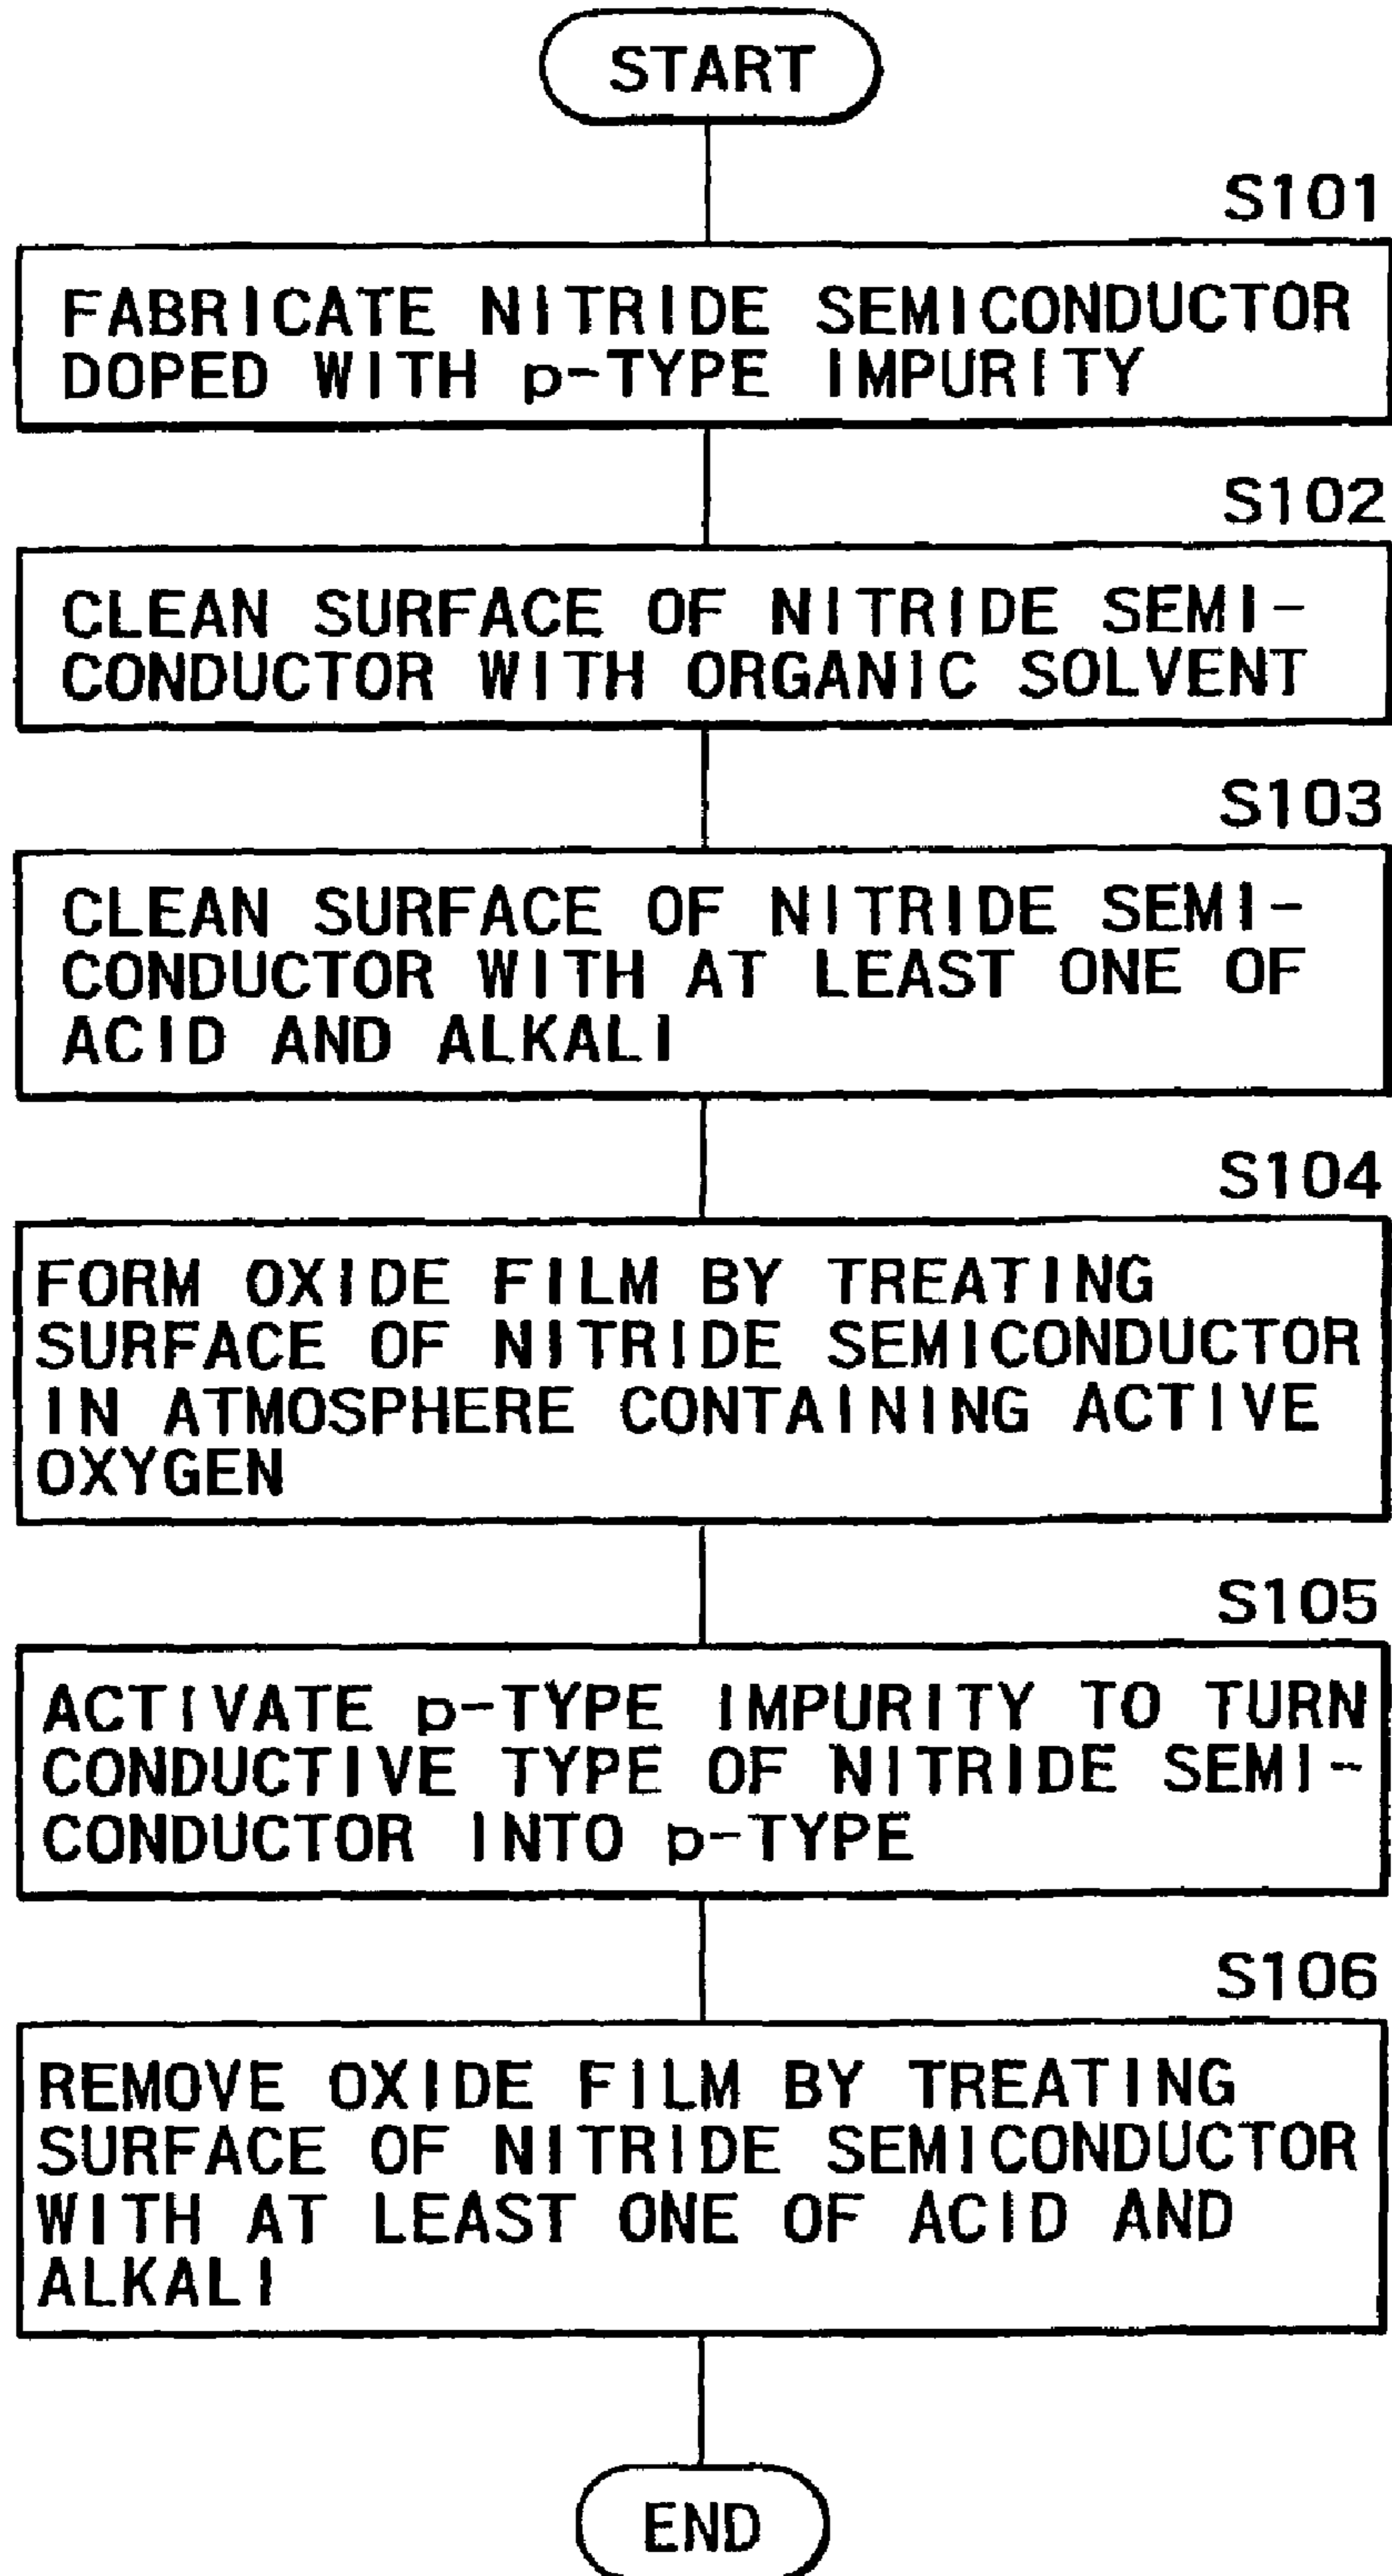 START
S101
FABRICATE NITRIDE SEMICONDUCTOR
DOPED WITH p-TYPE IMPURITY
S102
CLEAN SURFACE OF NITRIDE SEMI-
CONDUCTOR WITH ORGANIC SOLVENT
S103
CLEAN SURFACE OF NITRIDE SEMI-
CONDUCTOR WITH AT LEAST ONE OF
ACID AND ALKALI
S104
FORM OXIDE FILM BY TREATING
SURFACE OF NITRIDE SEMICONDUCTOR
IN ATMOSPHERE CONTAINING ACTIVE
OXYGEN
S105
ACTIVATE p-TYPE IMPURITY TO TURN
CONDUCTIVE TYPE OF NITRIDE SEMI-
CONDUCTOR INTO p-TYPE
S106
REMOVE OXIDE FILM BY TREATING
SURFACE OF NITRIDE SEMICONDUCTOR
WITH AT LEAST ONE OF ACID AND
ALKALI
END